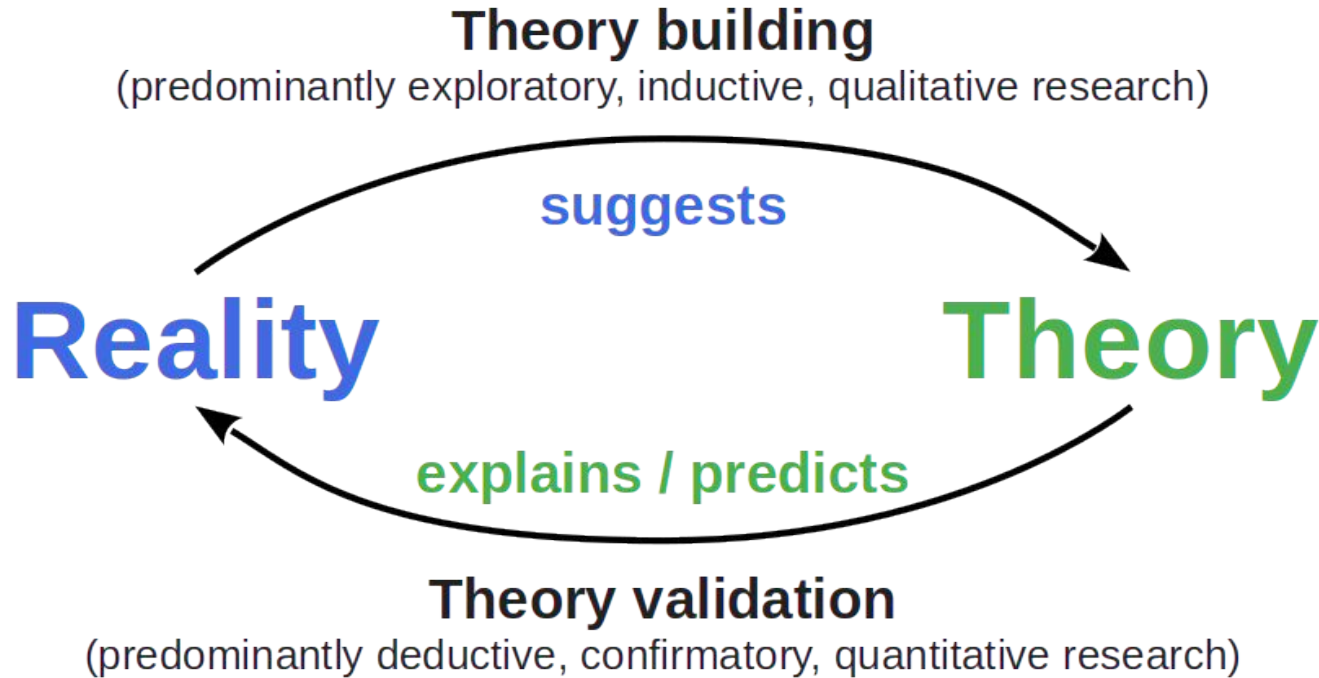 Theory building
(predominantly exploratory, inductive, qualitative research)
suggests
Reality
Theory
explains / predicts
Theory validation
(predominantly deductive, confirmatory, quantitative research)